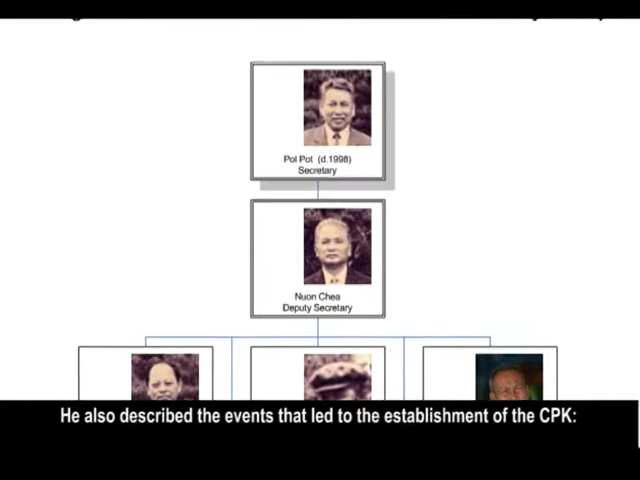 Pol Pot (d.1998)
Secretary
Nuon Chea
Deputy Secretary
He also described the events that led to the establishment of the CPK: